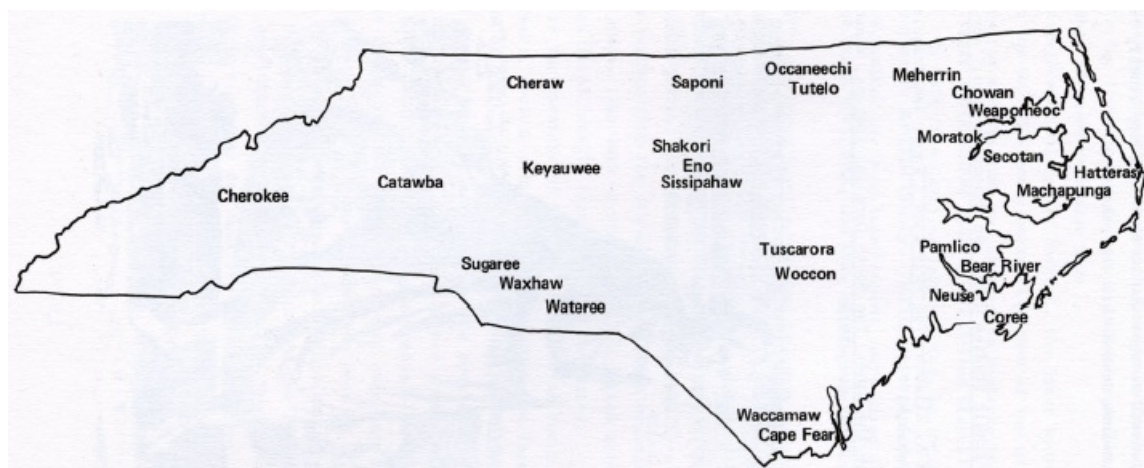 Cheraw
Saponi
Occaneechi
Tutelo
Meherrin
Chowan
Weapomeoc
Moratok
Secotan
Hatteras
Machapunga
Shakori
Eno
Sissipahaw
Keyauwee
Catawba
Cherokee
Tuscarora
Woccon
Pamlico
Bear River
Neuse
Coree
Sugaree
Waxhaw
Wateree
Waccamaw
Cape Fear